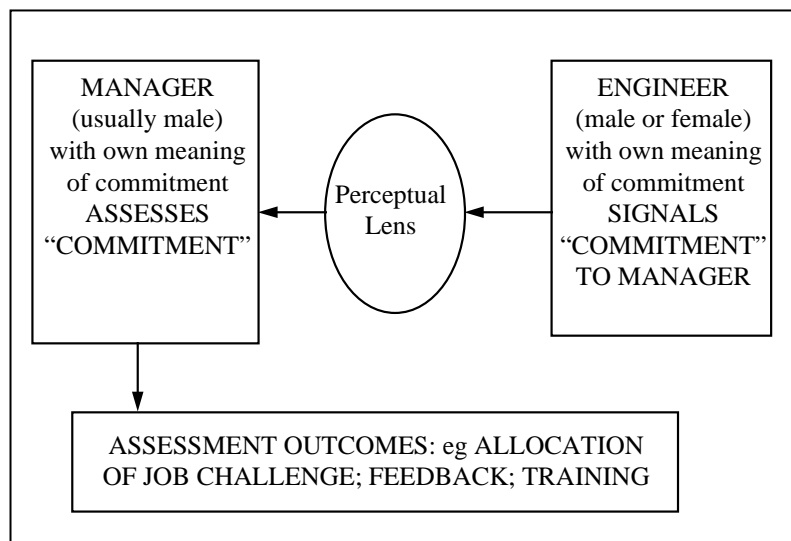 MANAGER
(usually male)
with own meaning
of commitment
ASSESSES
“COMMITMENT”
Perceptual
Lens
ENGINEER
(male or female)
with own meaning
of commitment
SIGNALS
“COMMITMENT”
TO MANAGER
ASSESSMENT OUTCOMES: eg ALLOCATION
OF JOB CHALLENGE; FEEDBACK; TRAINING